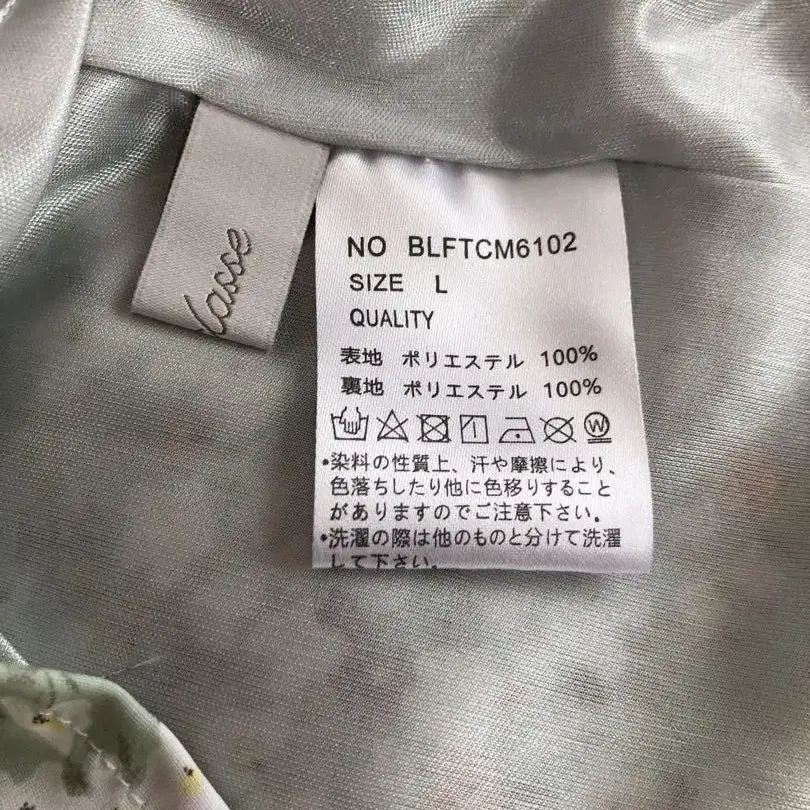 NO BLFTCM6102
SIZE L
QUALITY
表地 ポリエステル 100%
裏地 ポリエステル 100%
W
•染料の性質上、汗や摩擦により、
色落ちしたり他に色移りすること
がありますのでご注意下さい。
•洗濯の際は他のものと分けて洗濯
して下さい。